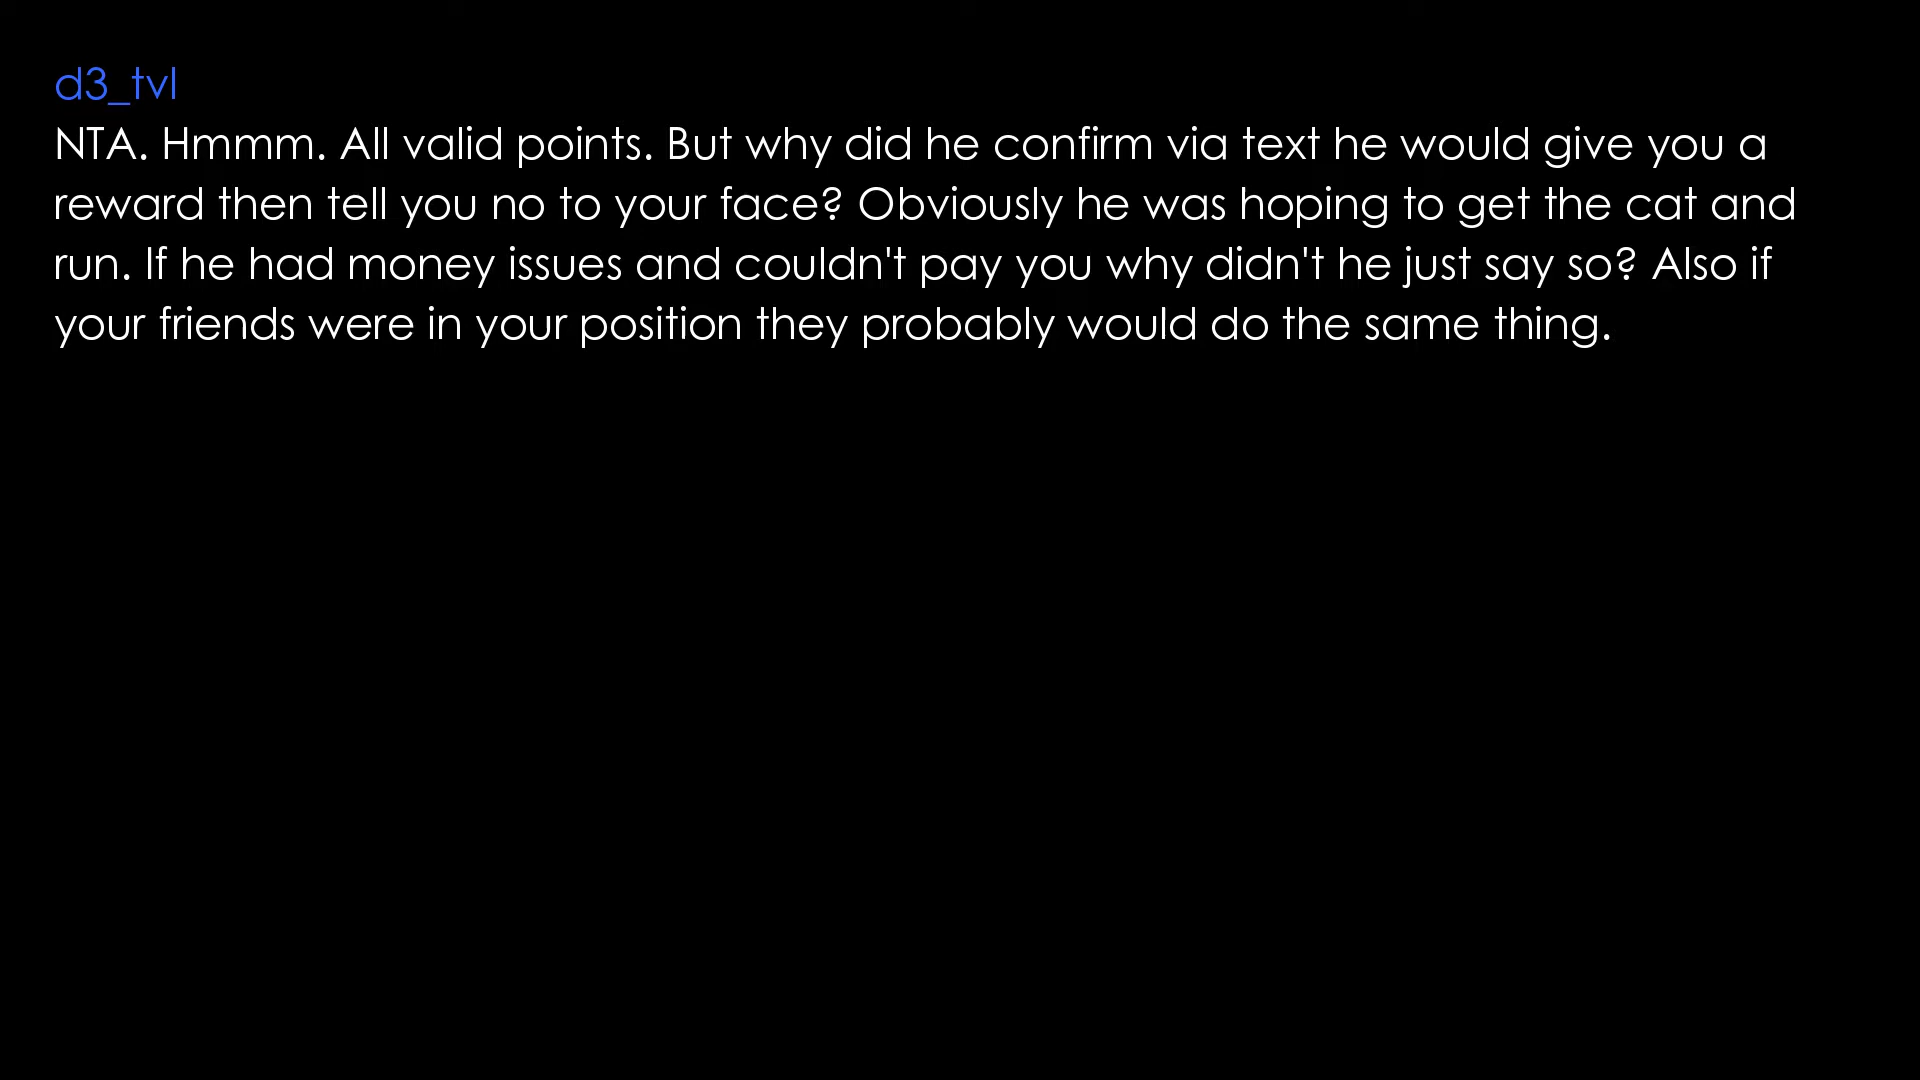 d3_tvl
NTA. Hmmm. All valid points. But why did he confirm via text he would give you a
reward then tell you no to your face? Obviously he was hoping to get the cat and
run. If he had money issues and couldn't pay you why didn't he just say so? Also if
your friends were in your position they probably would do the same thing.